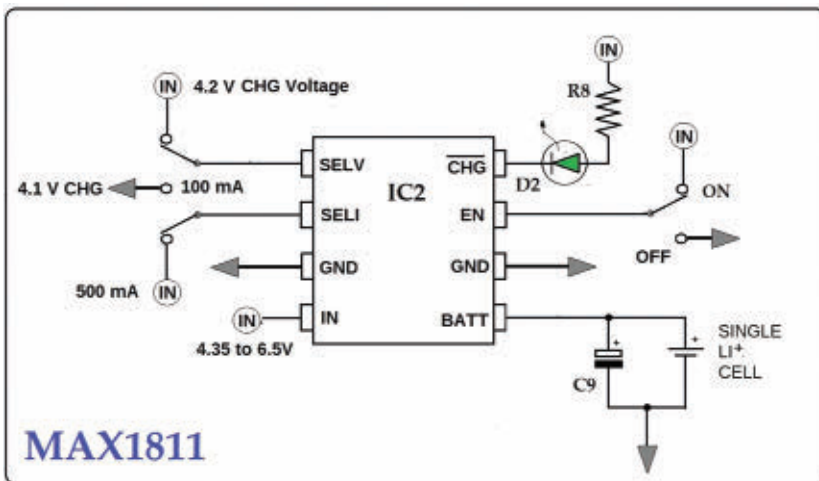 IN
4.2 V CHG Voltage
IN
R8
IN
SELV
CHG
D2
4.1 V CHG
100 mA
IC2
ON
SELI
EN
OFF
GND
GND
500 mA
IN
IN
IN
BATT
4.35 to 6.5V
+
+
SINGLE
LI+
CELL
C9
MAX1811